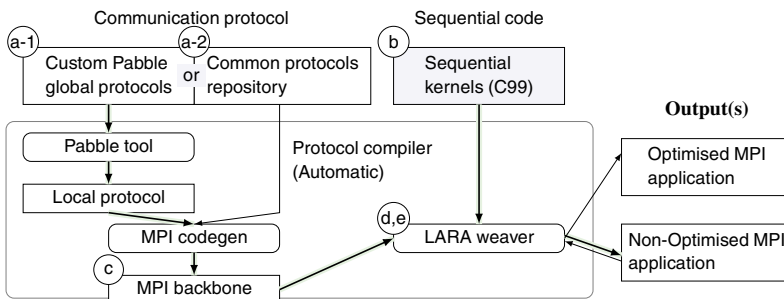 Communication protocol
Sequential code
a-1
a-2
b
Custom Pabble
global protocols
or
Common protocols
repository
Sequential
kernels (C99)
Output(s)
Pabble tool
Protocol compiler
(Automatic)
Optimised MPI
application
Local protocol
d,e
MPI codegen
LARA weaver
Non-Optimised MPI
application
c
MPI backbone